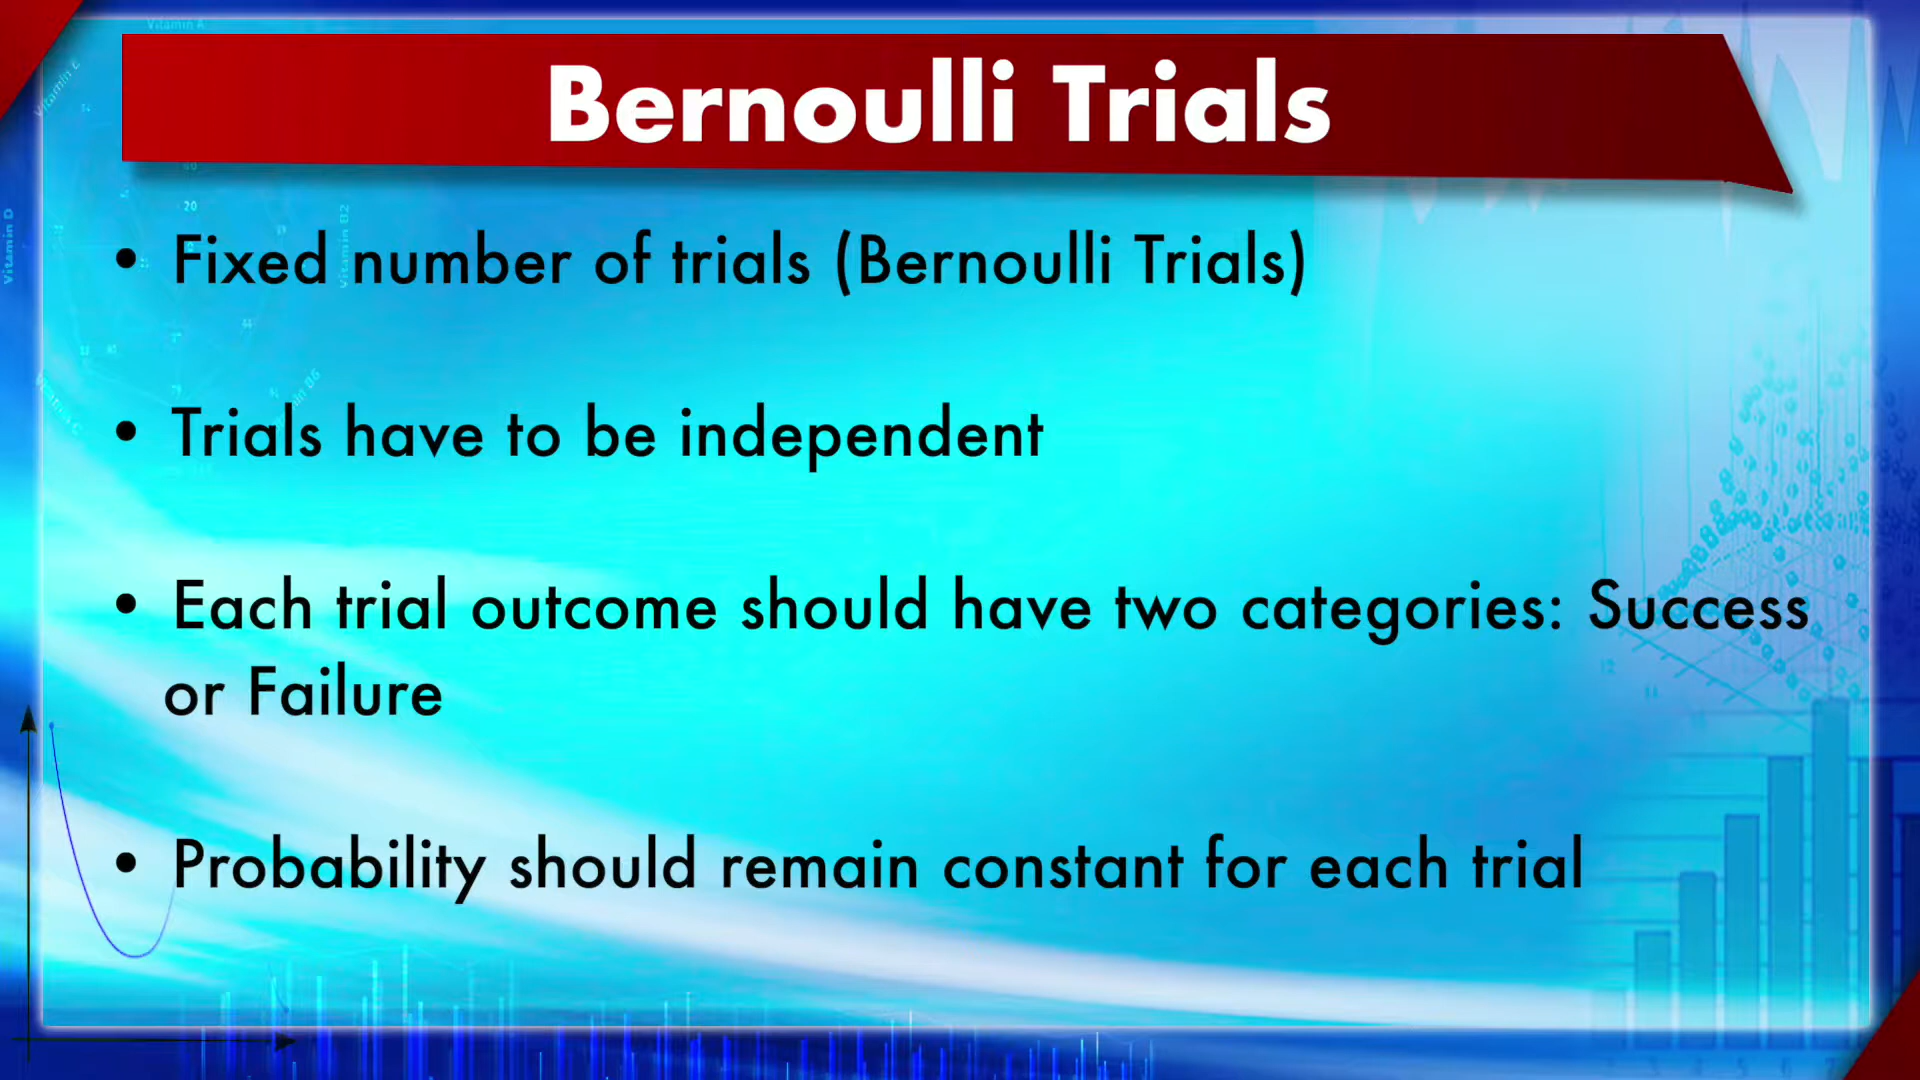 Bernoulli Trials
• Fixed number of trials (Bernoulli Trials)
• Trials have to be independent
• Each trial outcome should have two categories: Success
or Failure
• Probability should remain constant for each trial